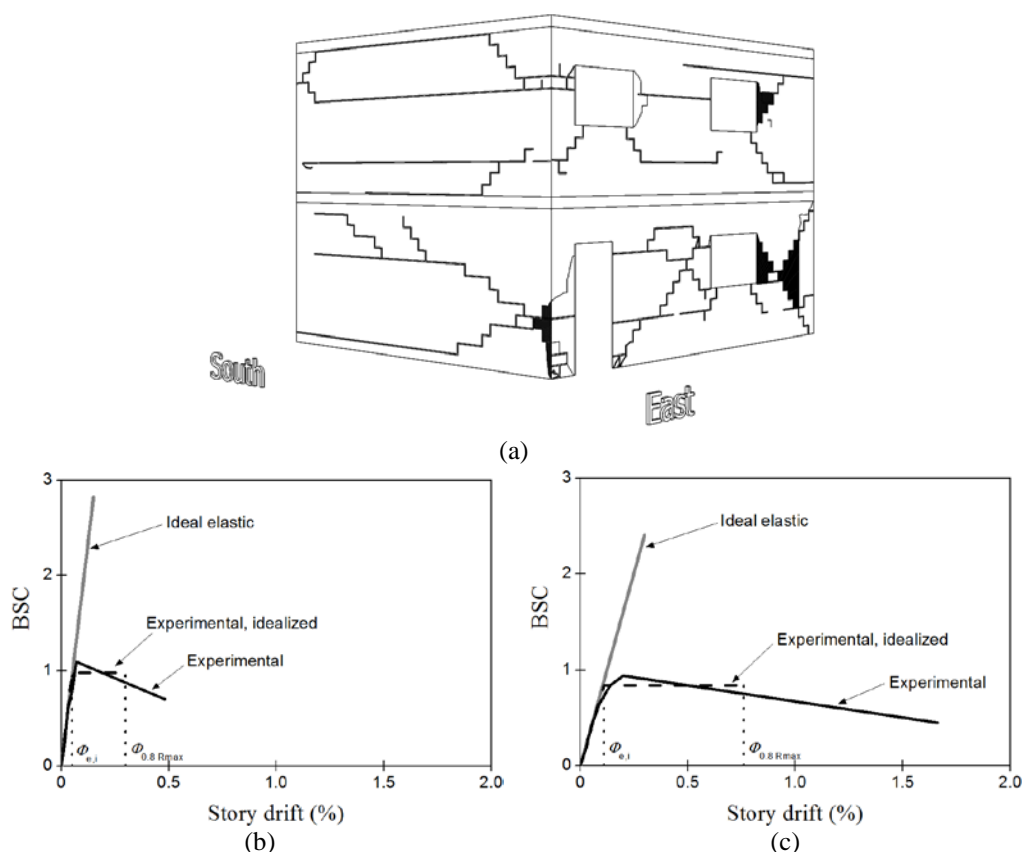 South
East
(a)
3
2
1
0
BSC
Ideal elastic
Experimental, idealized
Experimental
Φe,i
Φ0.8 Rmax
0
0.5
1.0
1.5
2.0
Story drift (%)
(b)
3
2
1
0
BSC
Ideal elastic
Experimental, idealized
Experimental
Φe,i
Φ0.8 Rmax
0
0.5
1.0
1.5
2.0
Story drift (%)
(c)